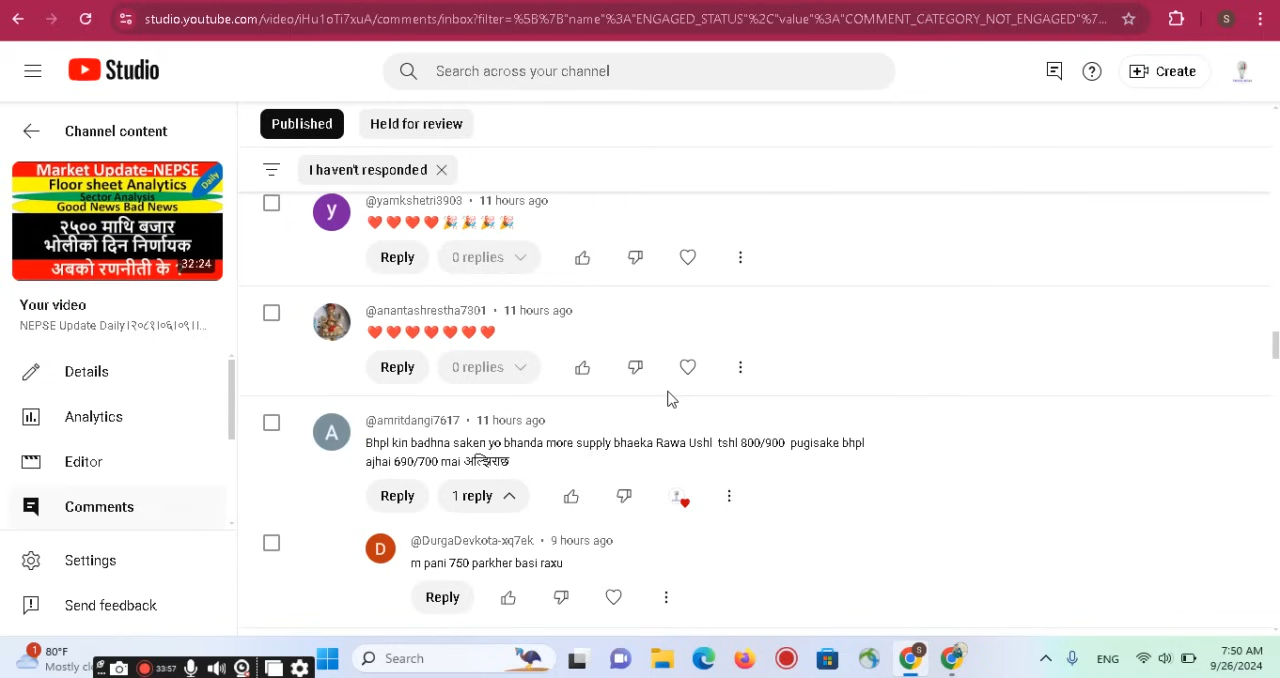 studio.youtube.com/video/iHu1oTi7xuA/comments/inbox?filter=%5B%7B"name"%3A"ENGAGED_STATUS"%2C"value"%3A"COMMENT_CATEGORY_NOT_ENGAGED"%7...
S
Studio
Search across your channel
Create
Channel content
Published
Held for review
I haven't responded
Market Update-NEPSE
Floor sheet Analytics
Daily
Sector Analysis
Good News Bad News
२५०० माथि बजार
भोलीको दिन निर्णायक
अबको रणनीती के ?
32:24
Your video
NEPSE Update Daily।२०८१।०६।०९।।...
Details
Analytics
Editor
Comments
Settings
Send feedback
y
@yamkshetri3903 • 11 hours ago
❤️❤️❤️❤️🎉🎉🎉🎉
Reply 0 replies
@anantashrestha7301 • 11 hours ago
❤️❤️❤️❤️❤️❤️❤️
Reply 0 replies
A
@amritdangi7617 • 11 hours ago
Bhpl kin badhna saken yo bhanda more supply bhaeka Rawa Ushl tshl 800/900 pugisake bhpl
ajhai 690/700 mai अल्झिराछ
Reply 1 reply
D
@DurgaDevkota-xq7ek • 9 hours ago
m pani 750 parkher basi raxu
Reply
1
80°F
Mostly cl
33:57
Search
S
ENG
7:50 AM
9/26/2024